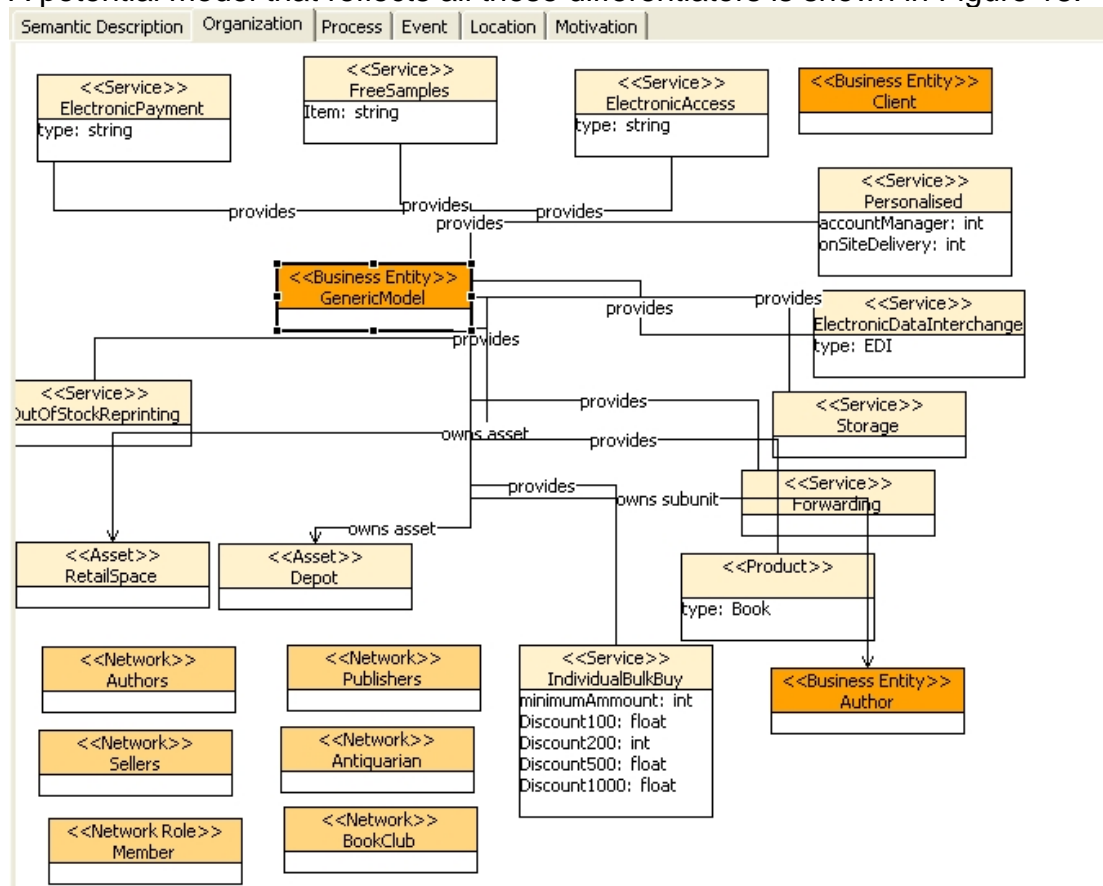 A potential model that reflects all these differentiators is shown in Figure
Semantic Description Organization Process Event Location Motivation
<<Service>>
ElectronicPayment
type: string
<<Service>>
FreeSamples
Item: string
<<Service>>
ElectronicAccess
type: string
<<Business Entity>>
Client
<<Service>>
Personalised
accountManager: int
onSiteDelivery: int
provides
provides
provides
provides
<<Business Entity>>
GenericModel
provides
provides
provides
<<Service>>
ElectronicDataInterchange
type: EDI
<<Service>>
OutOfStockReprinting
provides
<<Service>>
Storage
owns asset
provides
provides
owns subunit
<<Service>>
Forwarding
owns asset
<<Asset>>
RetailSpace
<<Asset>>
Depot
<<Product>>
type: Book
<<Network>>
Authors
<<Network>>
Publishers
<<Service>>
IndividualBulkBuy
minimumAmmount: int
Discount100: float
Discount200: int
Discount500: float
Discount1000: float
<<Business Entity>>
Author
<<Network>>
Sellers
<<Network>>
Antiquarian
<<Network Role>>
Member
<<Network>>
BookClub